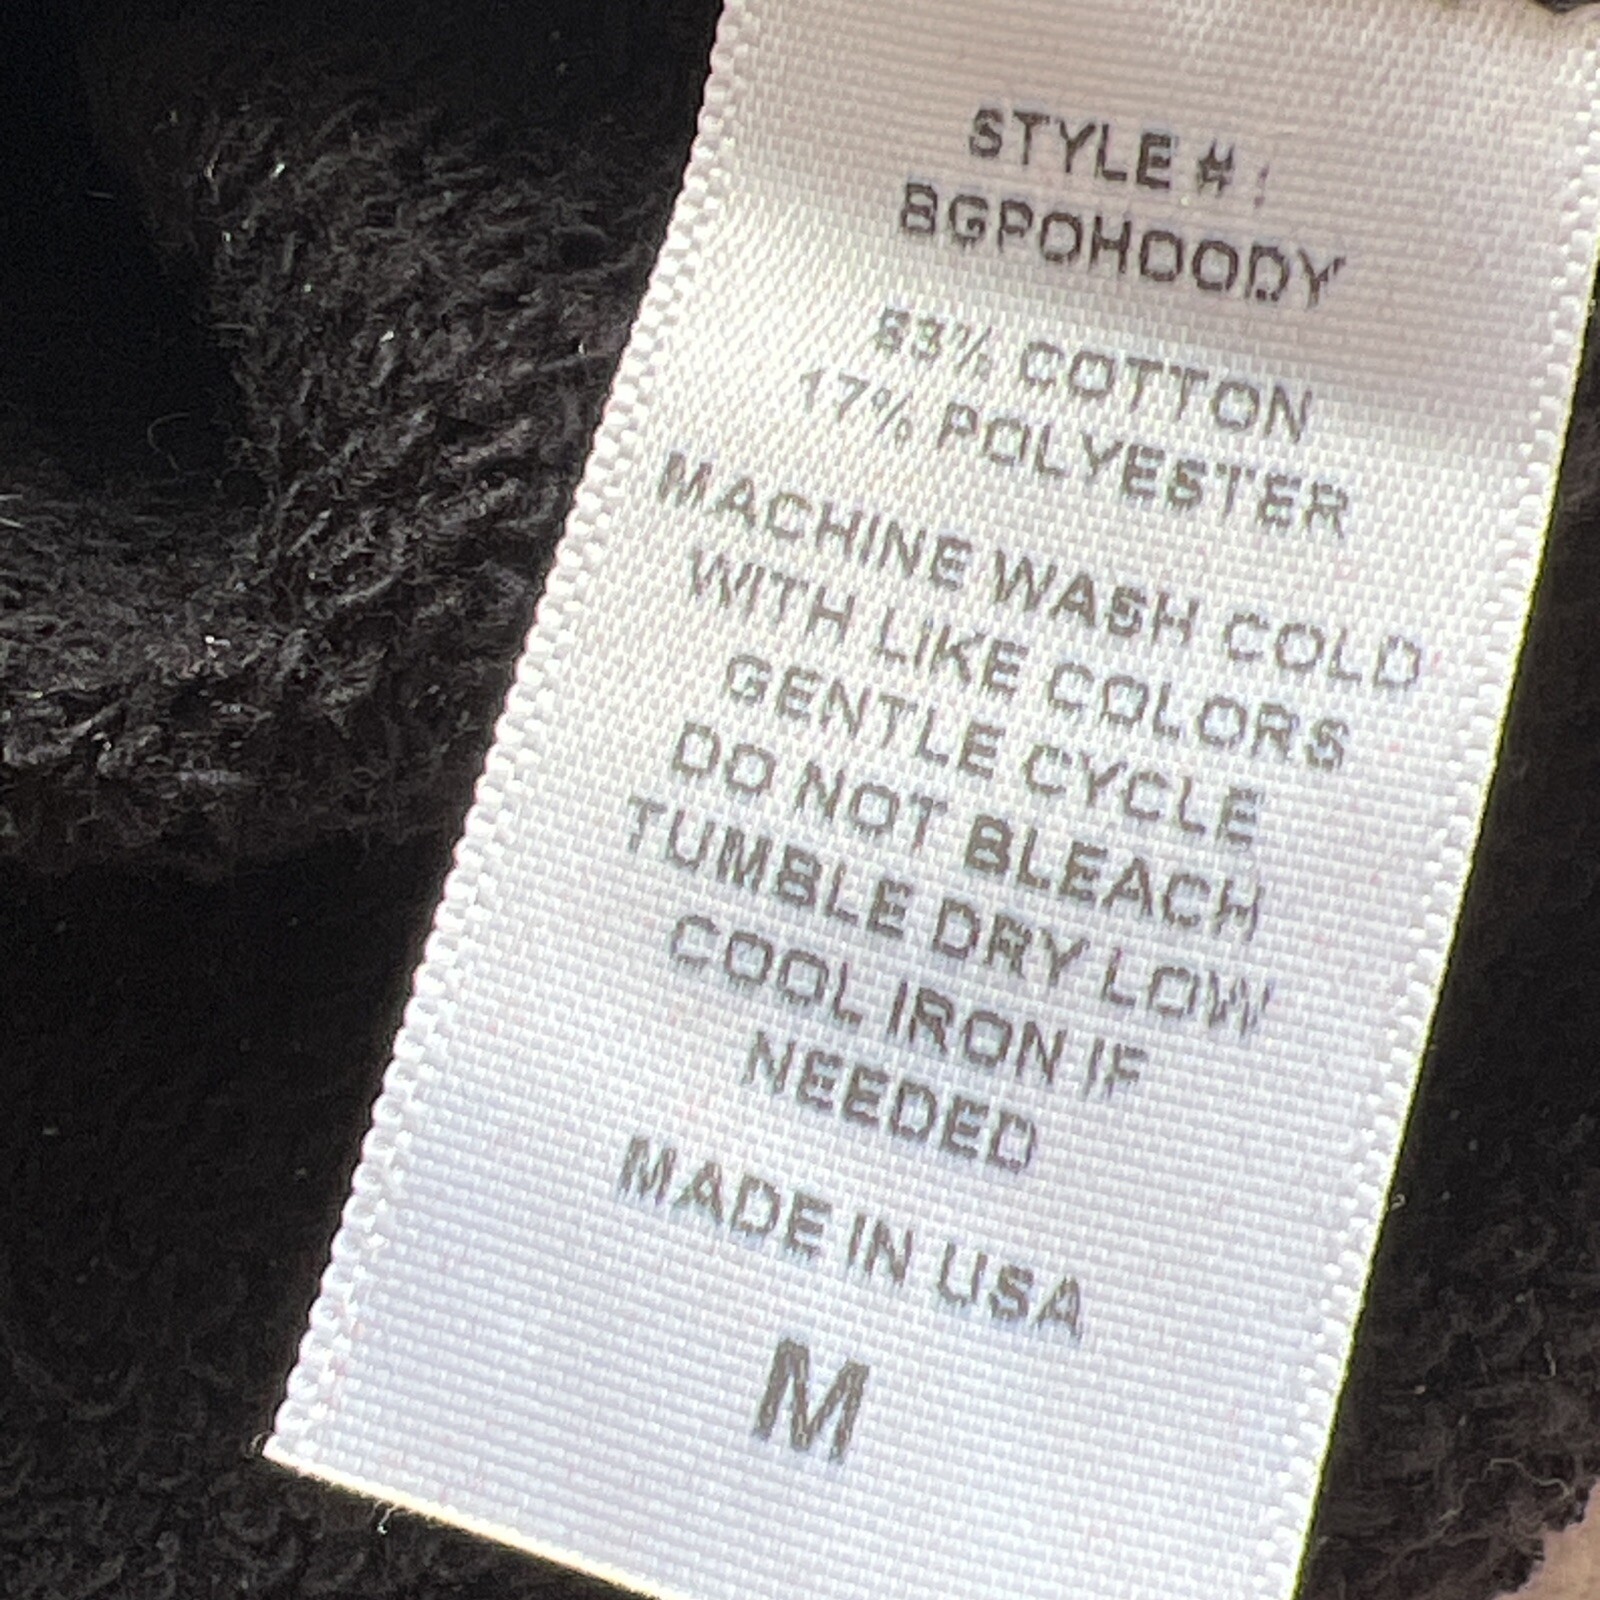 STYLE # :
BGPOHOODY
83% COTTON
17% POLYESTER
MACHINE WASH COLD
WITH LIKE COLORS
GENTLE CYCLE
DO NOT BLEACH
TUMBLE DRY LOW
COOL IRON IF
NEEDED
MADE IN USA
M